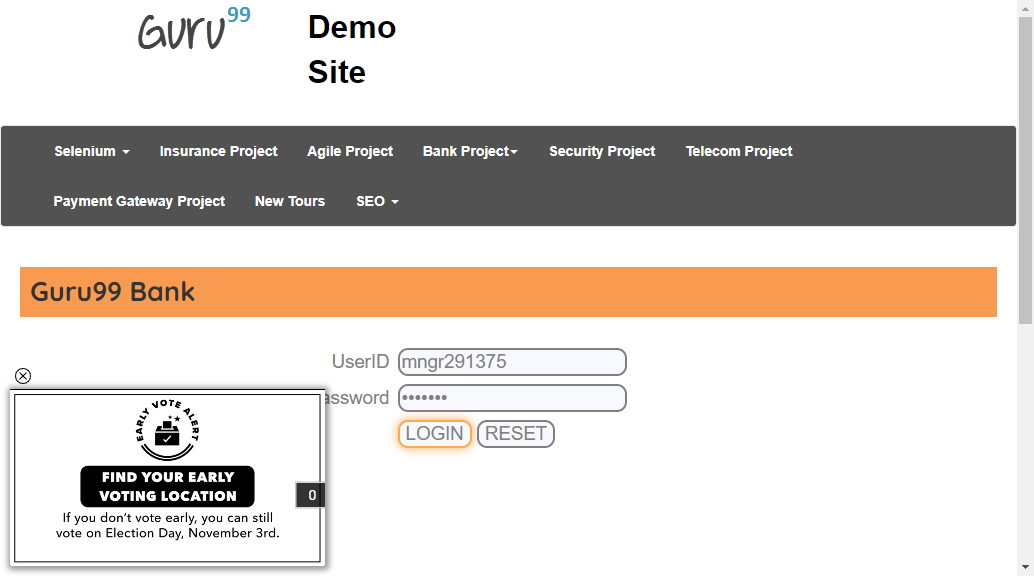 Guru99
Demo
Site
Selenium Insurance Project Agile Project Bank Project Security Project Telecom Project
Payment Gateway Project New Tours SEO
Guru99 Bank
UserID mngr291375
assword •••••••
LOGIN RESET
EARLY VOTE ALERT
FIND YOUR EARLY
VOTING LOCATION
0
If you don't vote early, you can still
vote on Election Day, November 3rd.